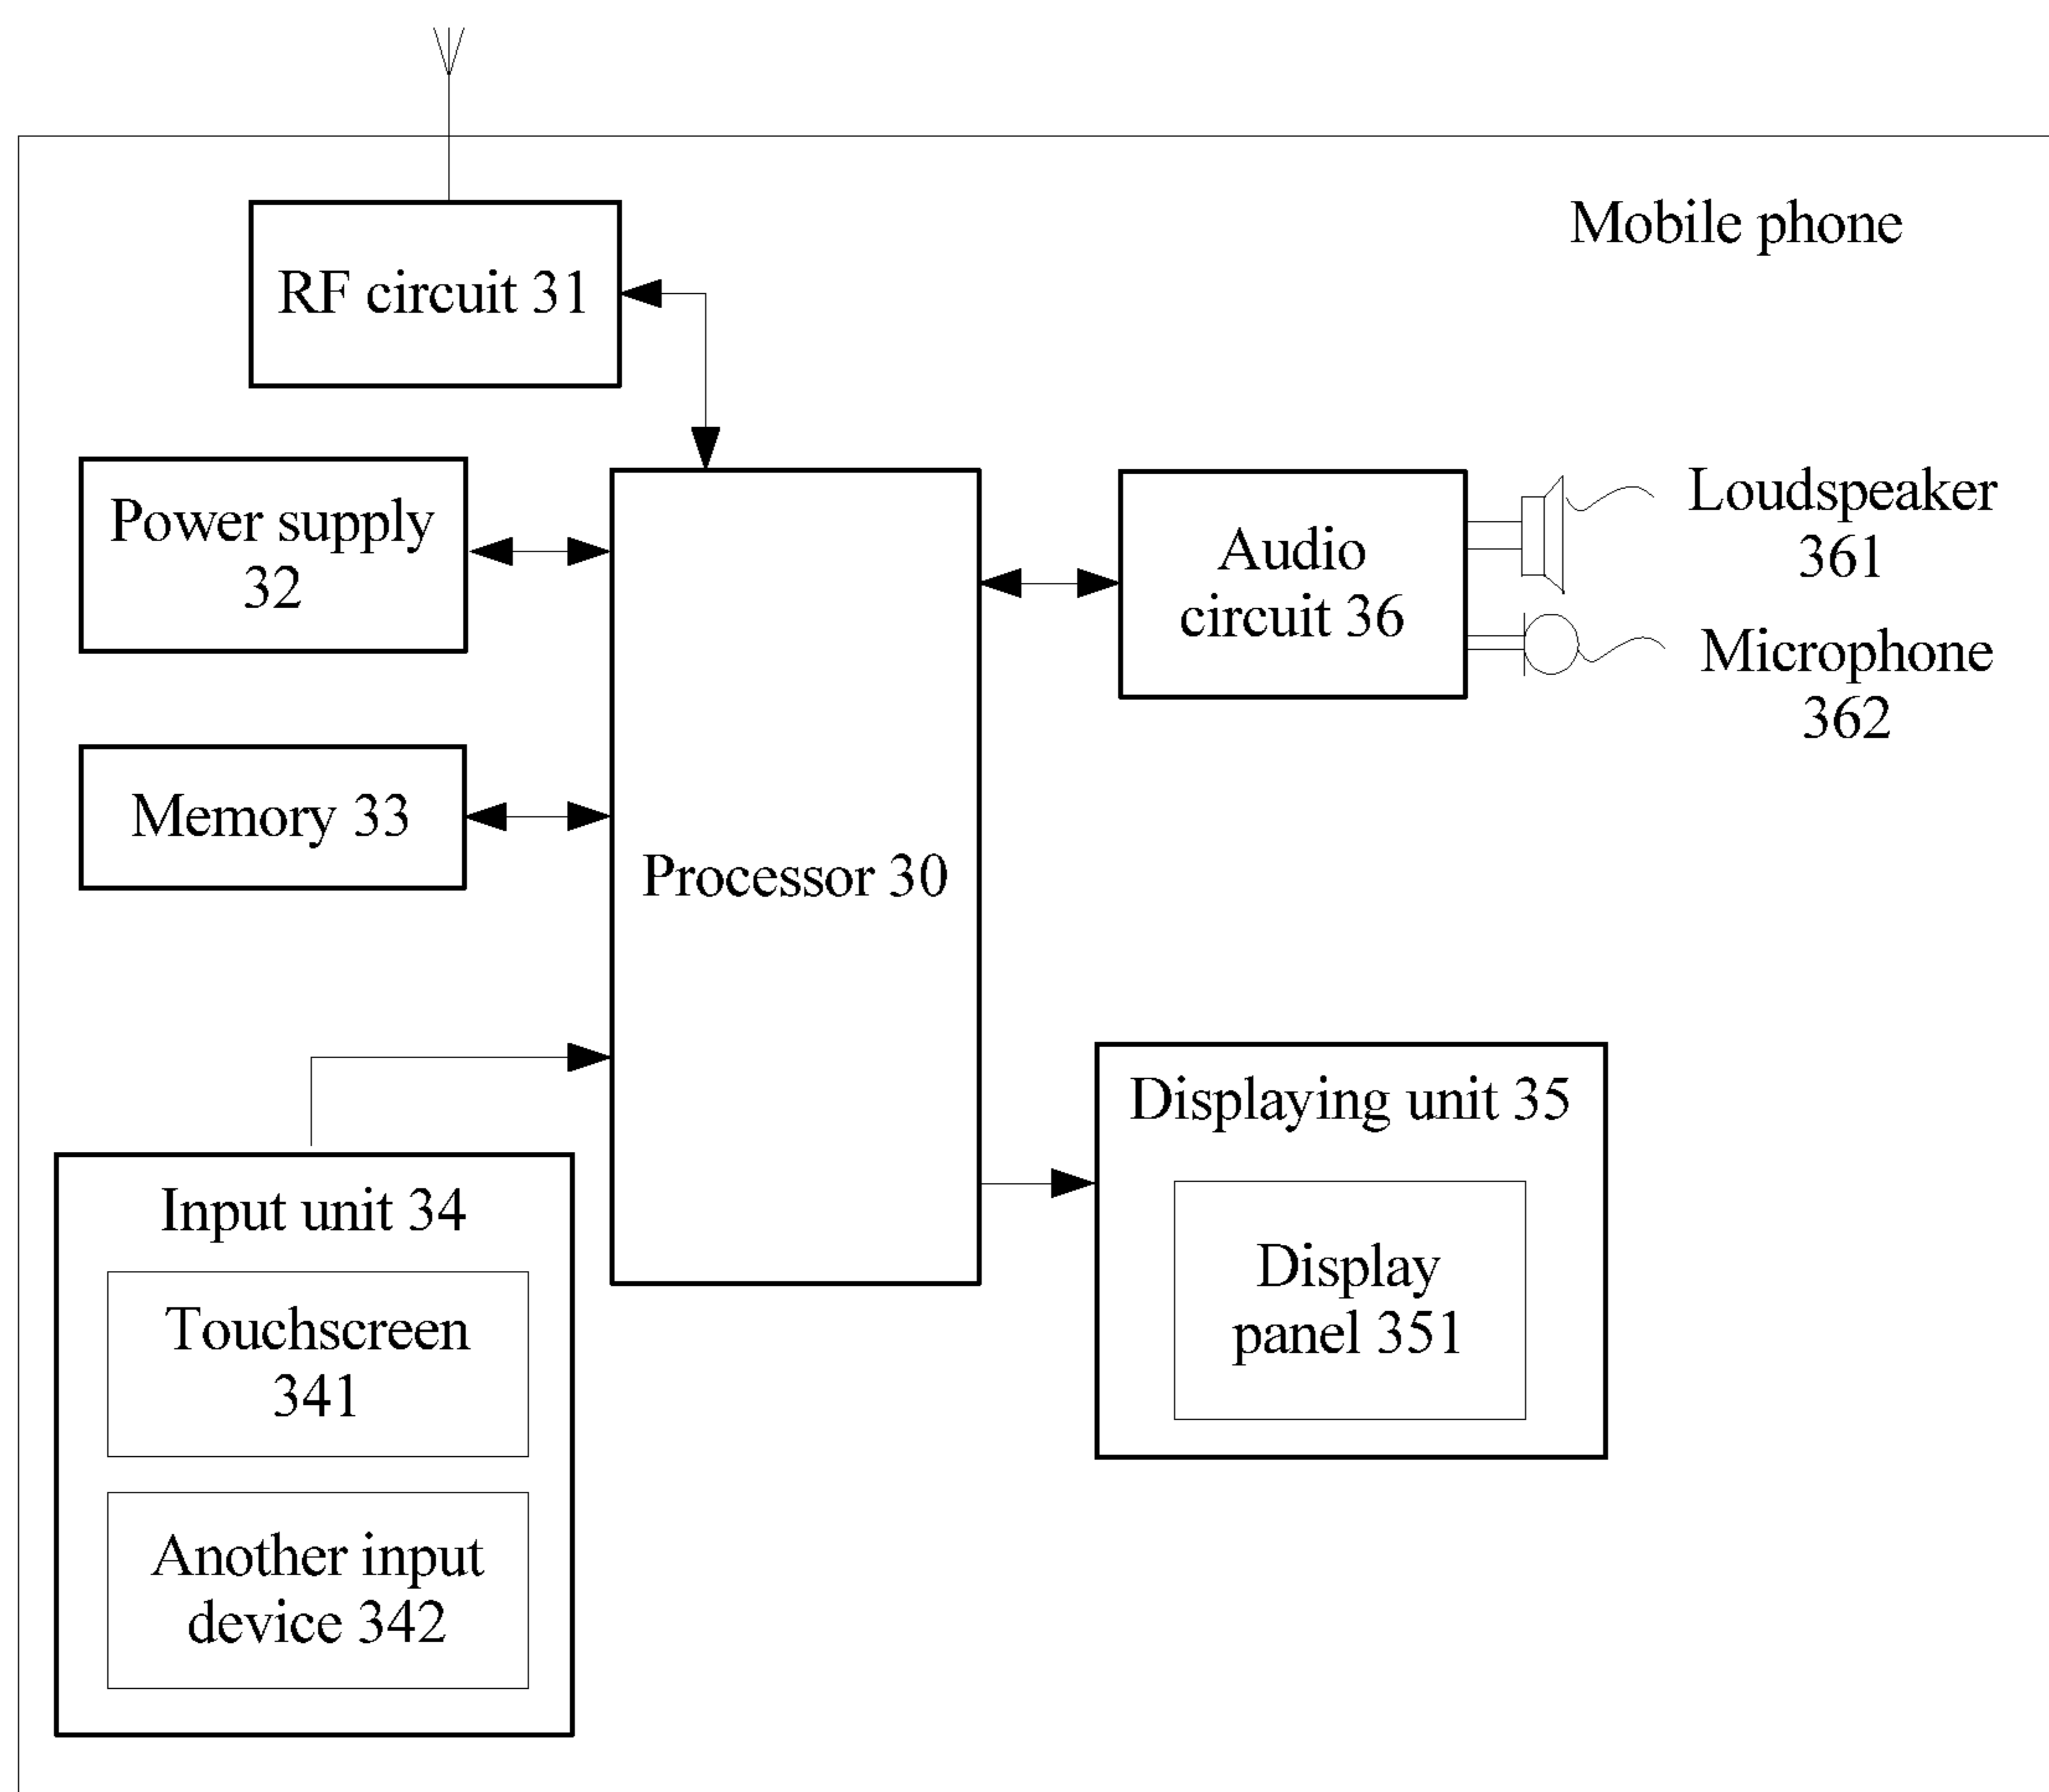 Mobile phone
RF circuit 31
Power supply
32
Audio
circuit 36
Loudspeaker
361
Microphone
362
Memory 33
Processor 30
Displaying unit 35
Display
panel 351
Input unit 34
Touchscreen
341
Another input
device 342